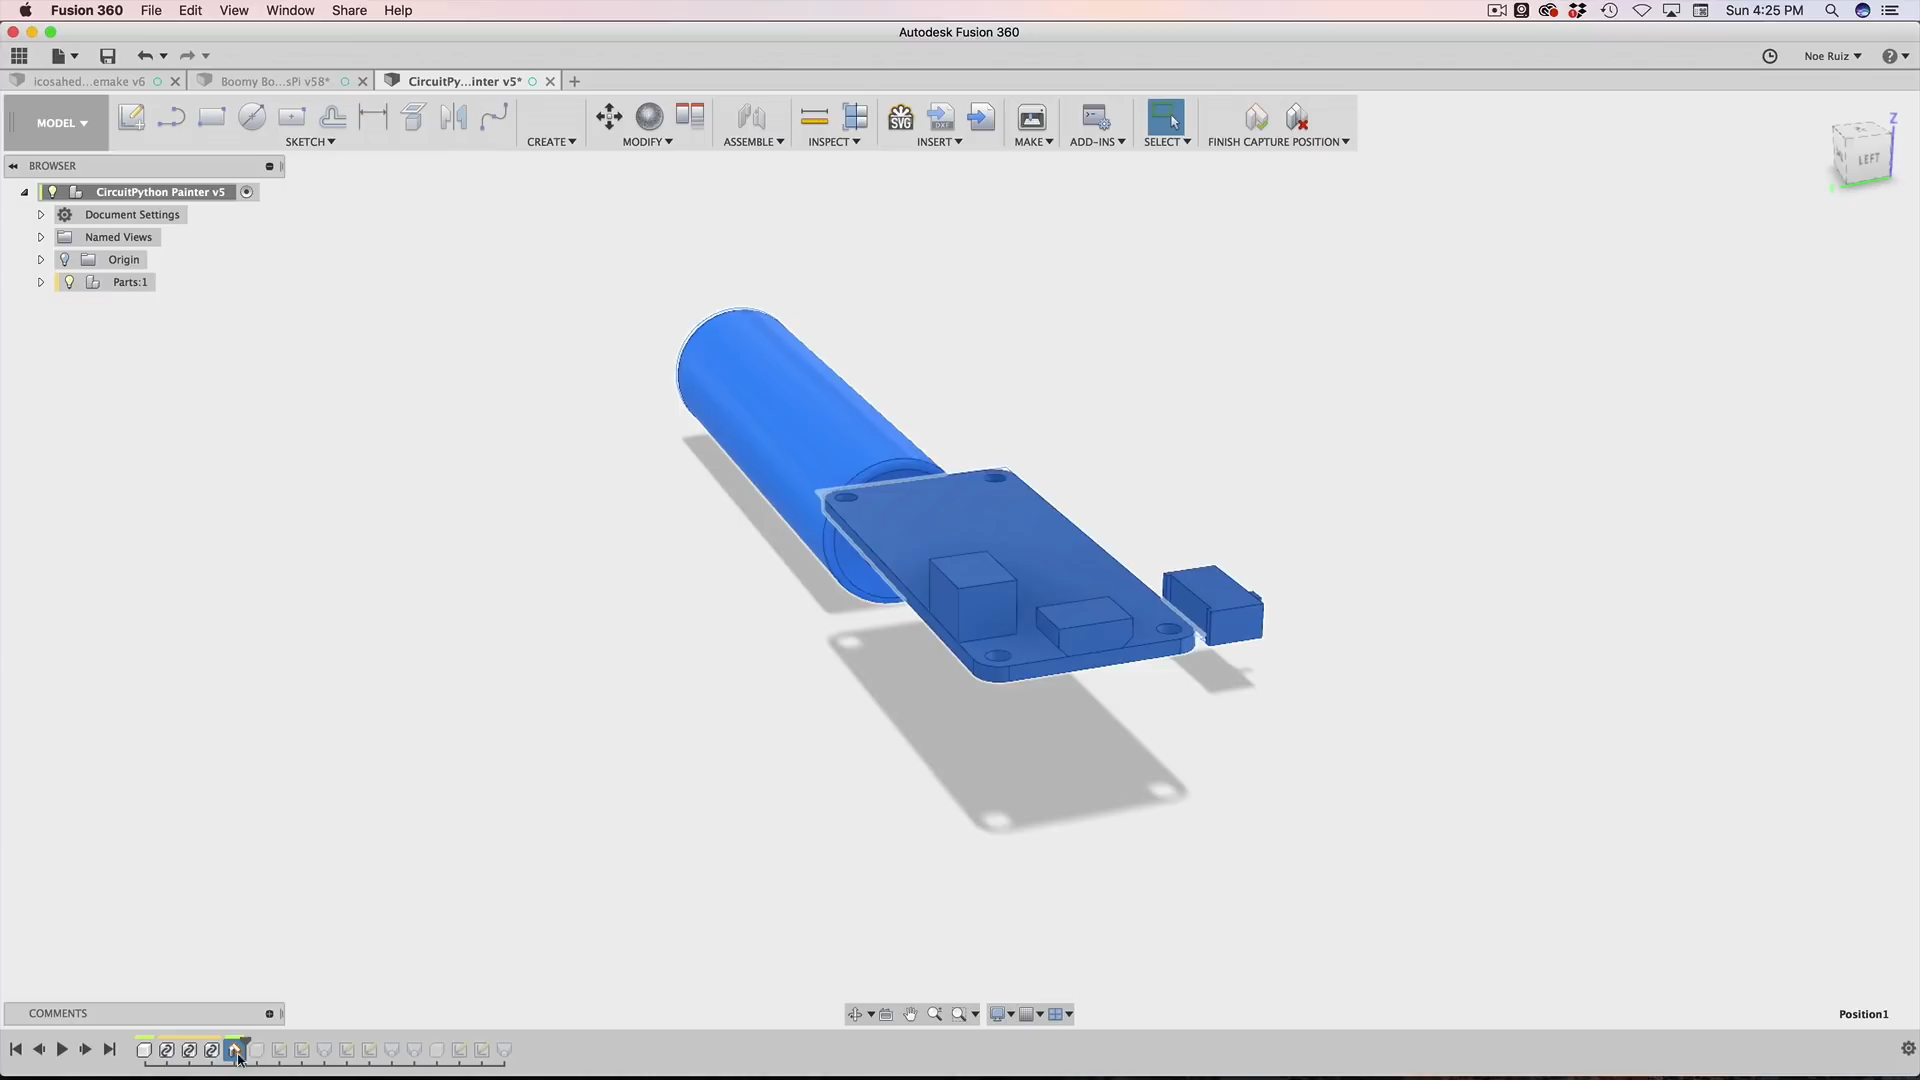 Fusion 360 File Edit View Window Share Help Sun 4:25 PM
Autodesk Fusion 360
Noe Ruiz
icosahed...emake v6 Boomy Bo...sPi v58* CircuitPy...inter v5*
MODEL SKETCH CREATE MODIFY ASSEMBLE INSPECT INSERT MAKE ADD-INS SELECT FINISH CAPTURE POSITION
SVG
DXF
Z
LEFT
BROWSER
CircuitPython Painter v5
Document Settings
Named Views
Origin
Parts:1
COMMENTS
Position1